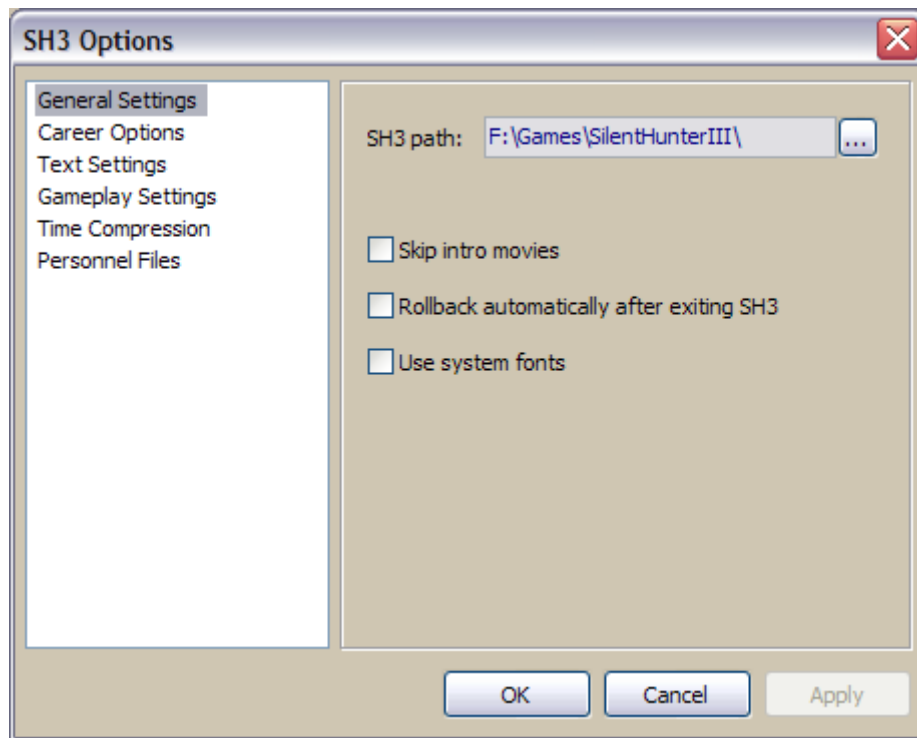 SH3 Options
General Settings
Career Options
Text Settings
Gameplay Settings
Time Compression
Personnel Files
SH3 path: F:\Games\SilentHunterIII\ ...
Skip intro movies
Rollback automatically after exiting SH3
Use system fonts
OK Cancel Apply